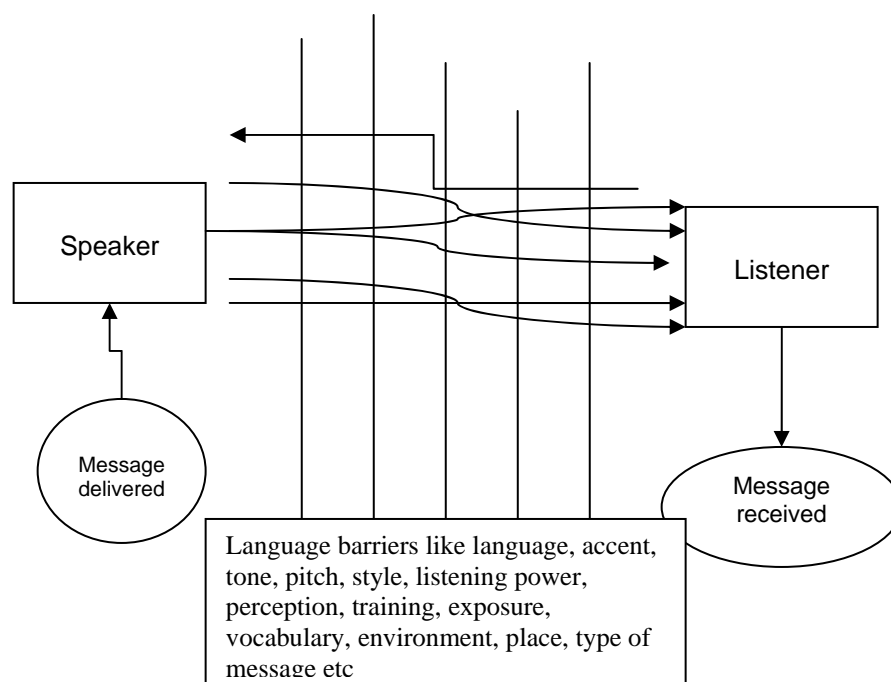 Speaker
Listener
Message
delivered
Message
received
Language barriers like language, accent,
tone, pitch, style, listening power,
perception, training, exposure,
vocabulary, environment, place, type of
message etc